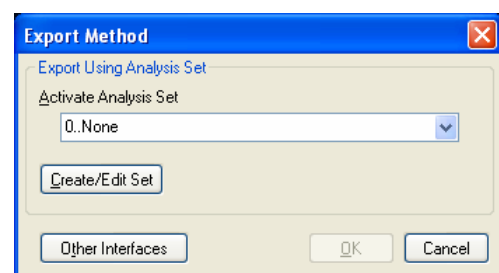 Export Method
Export Using Analysis Set
Activate Analysis Set
0..None
Create/Edit Set
Other Interfaces OK Cancel